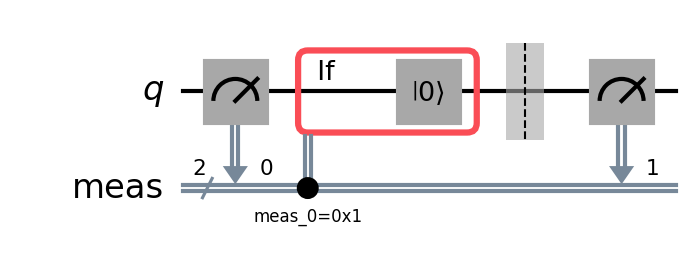 If
q
|0⟩
2
0
1
meas
meas_0=0x1